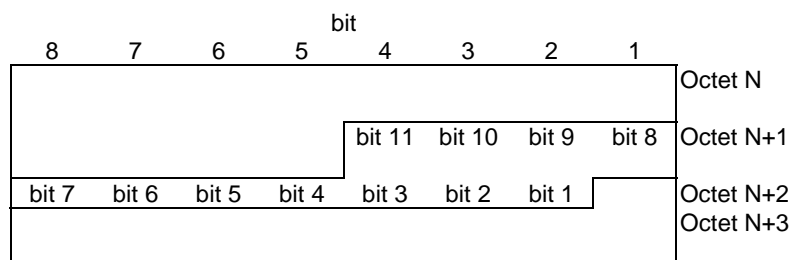 bit
8 7 6 5 4 3 2 1
Octet N
bit 11 bit 10 bit 9 bit 8 Octet N+1
bit 7 bit 6 bit 5 bit 4 bit 3 bit 2 bit 1 Octet N+2
Octet N+3